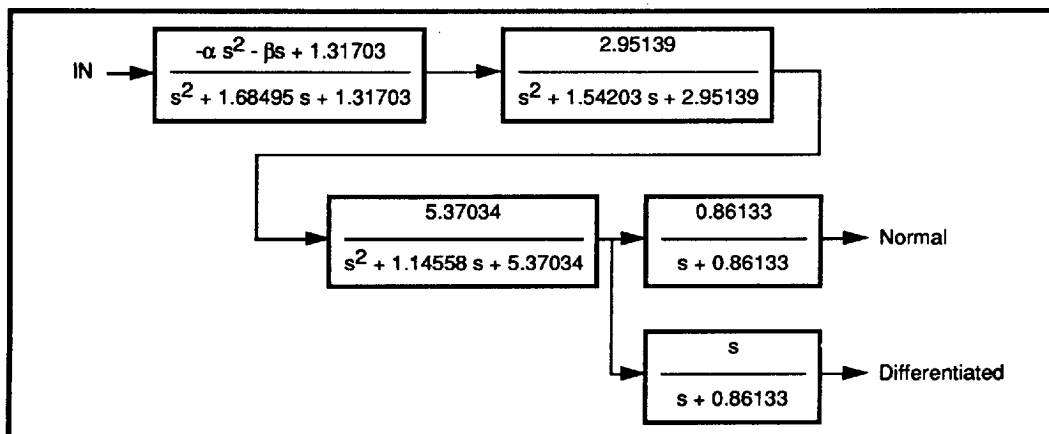 IN
-α s² - βs + 1.31703
s² + 1.68495 s + 1.31703
2.95139
s² + 1.54203 s + 2.95139
5.37034
s² + 1.14558 s + 5.37034
0.86133
s + 0.86133
Normal
s
s + 0.86133
Differentiated